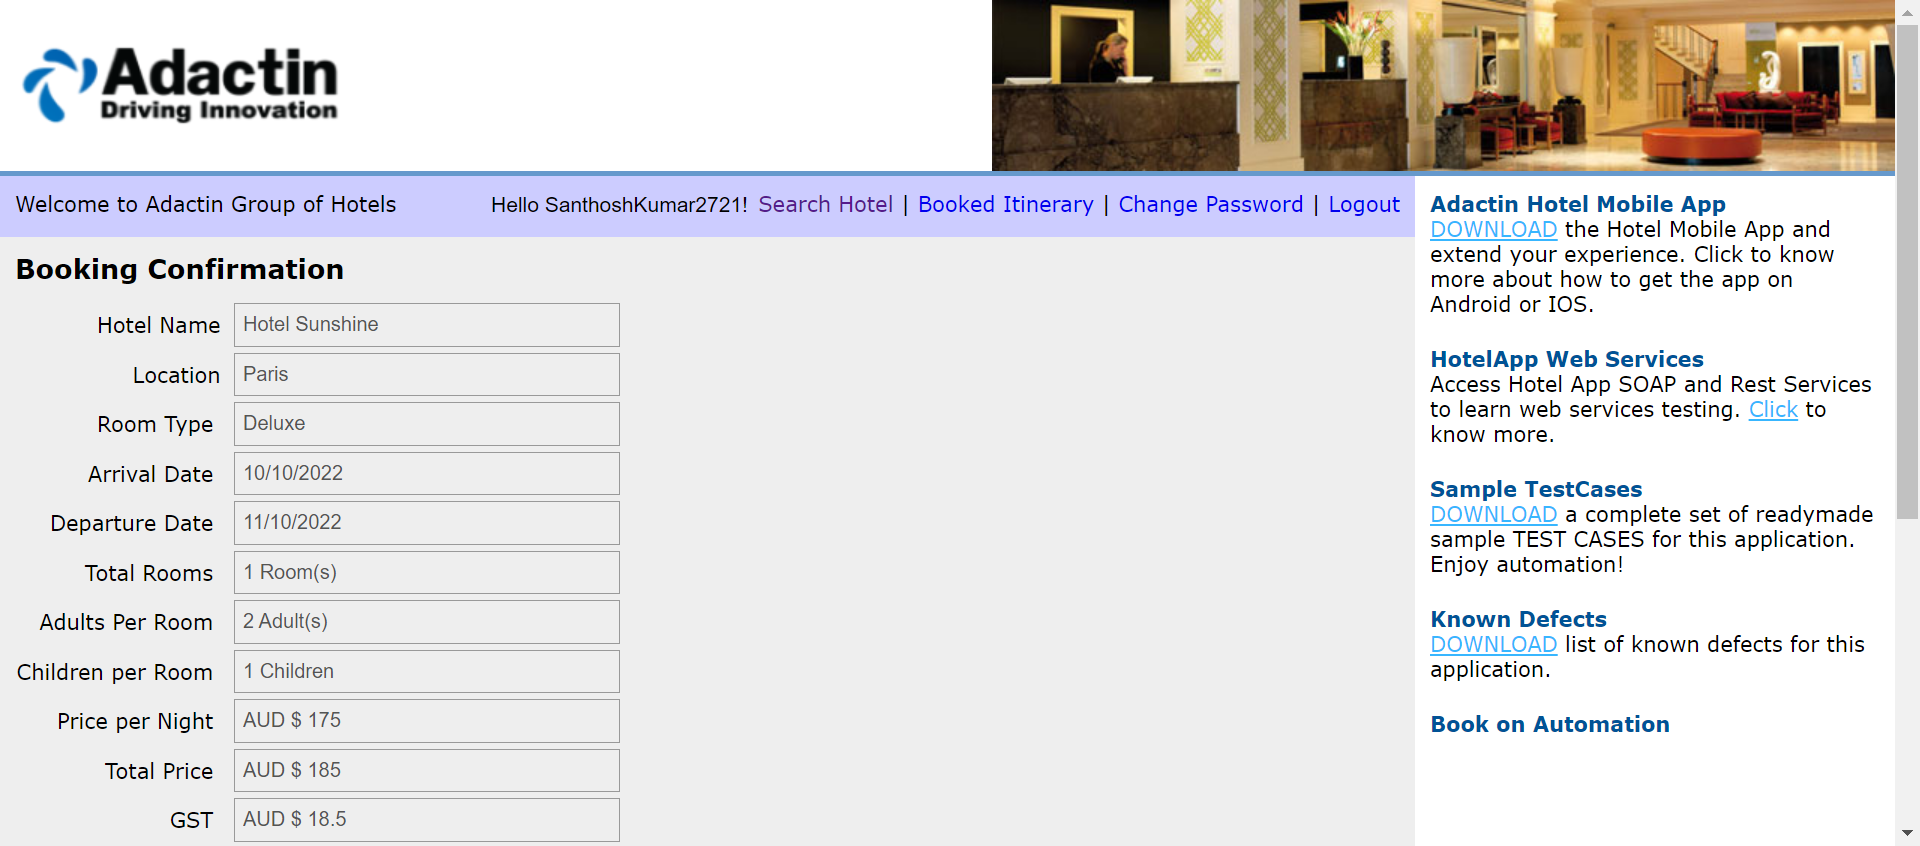 Adactin
Driving Innovation
Welcome to Adactin Group of Hotels
Hello SanthoshKumar2721! Search Hotel | Booked Itinerary | Change Password | Logout
Booking Confirmation
Hotel Name Hotel Sunshine
Location Paris
Room Type Deluxe
Arrival Date 10/10/2022
Departure Date 11/10/2022
Total Rooms 1 Room(s)
Adults Per Room 2 Adult(s)
Children per Room 1 Children
Price per Night AUD $ 175
Total Price AUD $ 185
GST AUD $ 18.5
Adactin Hotel Mobile App
DOWNLOAD the Hotel Mobile App and
extend your experience. Click to know
more about how to get the app on
Android or IOS.
HotelApp Web Services
Access Hotel App SOAP and Rest Services
to learn web services testing. Click to
know more.
Sample TestCases
DOWNLOAD a complete set of readymade
sample TEST CASES for this application.
Enjoy automation!
Known Defects
DOWNLOAD list of known defects for this
application.
Book on Automation